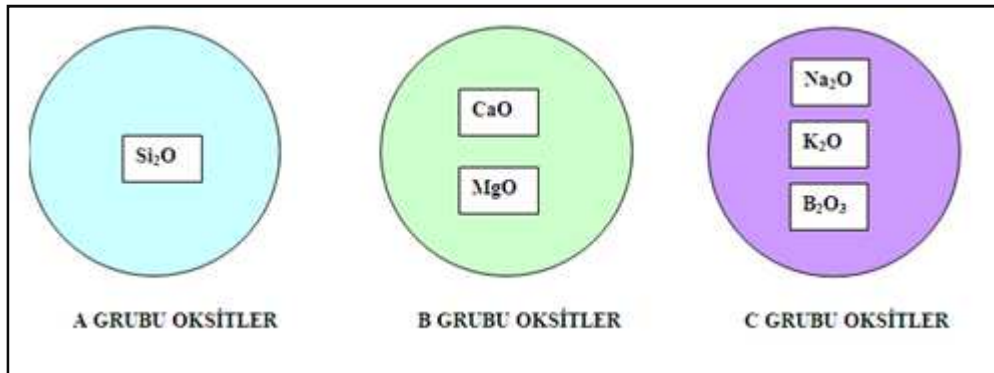 Si₂O
CaO
MgO
Na₂O
K₂O
B₂O₃
A GRUBU OKSİTLER
B GRUBU OKSİTLER
C GRUBU OKSİTLER